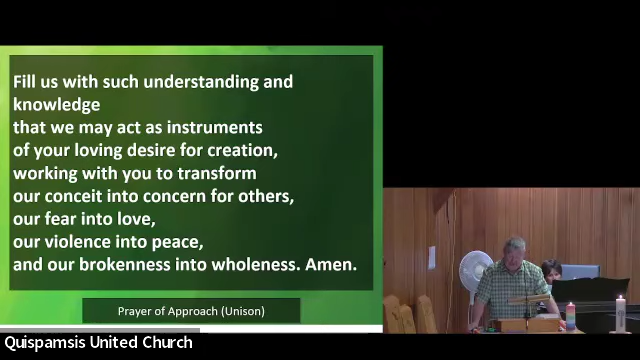 Fill us with such understanding and
knowledge
that we may act as instruments
of your loving desire for creation,
working with you to transform
our conceit into concern for others,
our fear into love,
our violence into peace,
and our brokenness into wholeness. Amen.
Prayer of Approach (Unison)
Quispamsis United Church